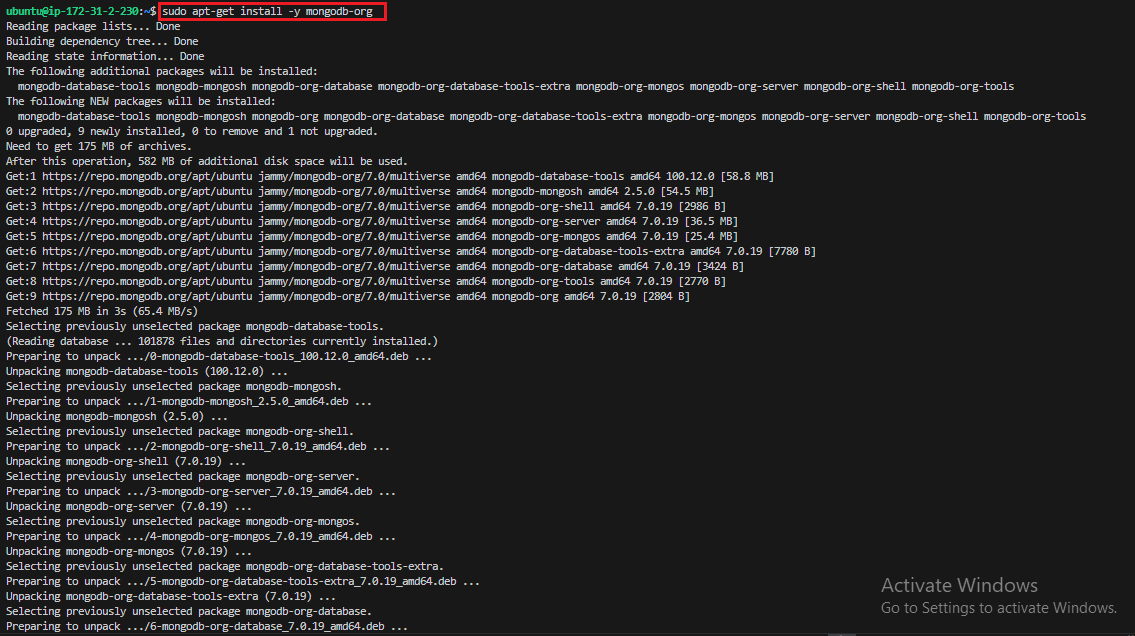 ubuntu@ip-172-31-2-230:~$ sudo apt-get install -y mongodb-org
Reading package lists... Done
Building dependency tree... Done
Reading state information... Done
The following additional packages will be installed:
  mongodb-database-tools mongodb-mongosh mongodb-org-database mongodb-org-database-tools-extra mongodb-org-mongos mongodb-org-server mongodb-org-shell mongodb-org-tools
The following NEW packages will be installed:
  mongodb-database-tools mongodb-mongosh mongodb-org mongodb-org-database mongodb-org-database-tools-extra mongodb-org-mongos mongodb-org-server mongodb-org-shell mongodb-org-tools
0 upgraded, 9 newly installed, 0 to remove and 1 not upgraded.
Need to get 175 MB of archives.
After this operation, 582 MB of additional disk space will be used.
Get:1 https://repo.mongodb.org/apt/ubuntu jammy/mongodb-org/7.0/multiverse amd64 mongodb-database-tools amd64 100.12.0 [58.8 MB]
Get:2 https://repo.mongodb.org/apt/ubuntu jammy/mongodb-org/7.0/multiverse amd64 mongodb-mongosh amd64 2.5.0 [54.5 MB]
Get:3 https://repo.mongodb.org/apt/ubuntu jammy/mongodb-org/7.0/multiverse amd64 mongodb-org-shell amd64 7.0.19 [2986 B]
Get:4 https://repo.mongodb.org/apt/ubuntu jammy/mongodb-org/7.0/multiverse amd64 mongodb-org-server amd64 7.0.19 [36.5 MB]
Get:5 https://repo.mongodb.org/apt/ubuntu jammy/mongodb-org/7.0/multiverse amd64 mongodb-org-mongos amd64 7.0.19 [25.4 MB]
Get:6 https://repo.mongodb.org/apt/ubuntu jammy/mongodb-org/7.0/multiverse amd64 mongodb-org-database-tools-extra amd64 7.0.19 [7780 B]
Get:7 https://repo.mongodb.org/apt/ubuntu jammy/mongodb-org/7.0/multiverse amd64 mongodb-org-database amd64 7.0.19 [3424 B]
Get:8 https://repo.mongodb.org/apt/ubuntu jammy/mongodb-org/7.0/multiverse amd64 mongodb-org-tools amd64 7.0.19 [2770 B]
Get:9 https://repo.mongodb.org/apt/ubuntu jammy/mongodb-org/7.0/multiverse amd64 mongodb-org amd64 7.0.19 [2804 B]
Fetched 175 MB in 3s (65.4 MB/s)
Selecting previously unselected package mongodb-database-tools.
(Reading database ... 101878 files and directories currently installed.)
Preparing to unpack .../0-mongodb-database-tools_100.12.0_amd64.deb ...
Unpacking mongodb-database-tools (100.12.0) ...
Selecting previously unselected package mongodb-mongosh.
Preparing to unpack .../1-mongodb-mongosh_2.5.0_amd64.deb ...
Unpacking mongodb-mongosh (2.5.0) ...
Selecting previously unselected package mongodb-org-shell.
Preparing to unpack .../2-mongodb-org-shell_7.0.19_amd64.deb ...
Unpacking mongodb-org-shell (7.0.19) ...
Selecting previously unselected package mongodb-org-server.
Preparing to unpack .../3-mongodb-org-server_7.0.19_amd64.deb ...
Unpacking mongodb-org-server (7.0.19) ...
Selecting previously unselected package mongodb-org-mongos.
Preparing to unpack .../4-mongodb-org-mongos_7.0.19_amd64.deb ...
Unpacking mongodb-org-mongos (7.0.19) ...
Selecting previously unselected package mongodb-org-database-tools-extra.
Preparing to unpack .../5-mongodb-org-database-tools-extra_7.0.19_amd64.deb ...
Unpacking mongodb-org-database-tools-extra (7.0.19) ...
Selecting previously unselected package mongodb-org-database.
Preparing to unpack .../6-mongodb-org-database_7.0.19_amd64.deb ...
Activate Windows
Go to Settings to activate Windows.